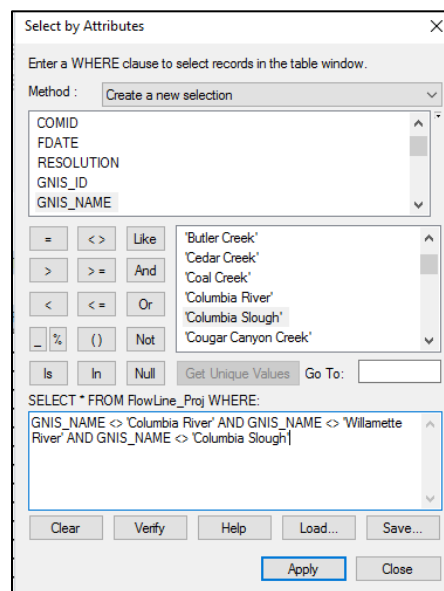 Select by Attributes
Enter a WHERE clause to select records in the table window.
Method : Create a new selection
COMID
FDATE
RESOLUTION
GNIS_ID
GNIS_NAME
= < > Like
> > = And
< < = Or
_ % () Not
Is In Null
'Butler Creek'
'Cedar Creek'
'Coal Creek'
'Columbia River'
'Columbia Slough'
'Cougar Canyon Creek'
Get Unique Values Go To:
SELECT * FROM FlowLine_Proj WHERE:
GNIS_NAME <> 'Columbia River' AND GNIS_NAME <> 'Willamette
River' AND GNIS_NAME <> 'Columbia Slough'
Clear Verify Help Load... Save...
Apply Close